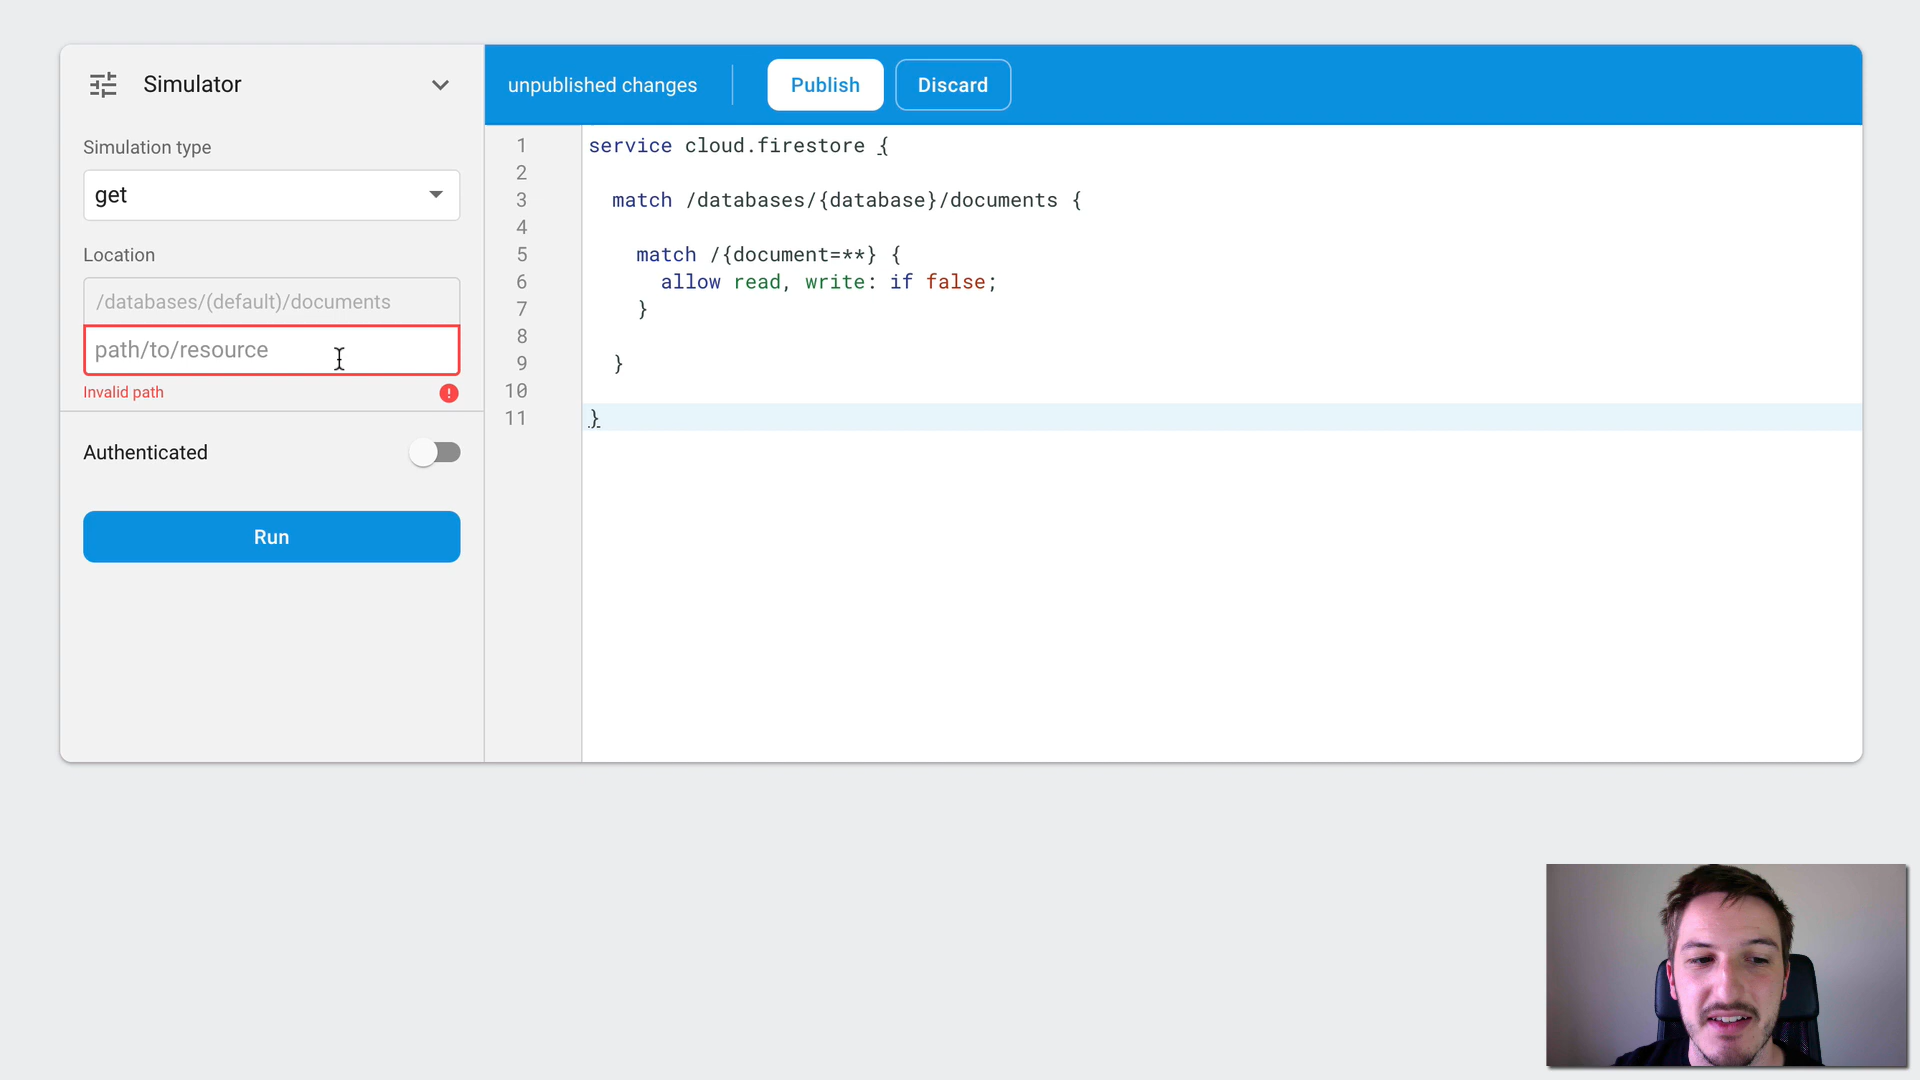 Simulator
unpublished changes
Publish
Discard
Simulation type
get
Location
/databases/(default)/documents
path/to/resource
Invalid path
Authenticated
Run
1 service cloud.firestore {
2
3 match /databases/{database}/documents {
4
5 match /{document=**} {
6 allow read, write: if false;
7 }
8
9 }
10
11 }